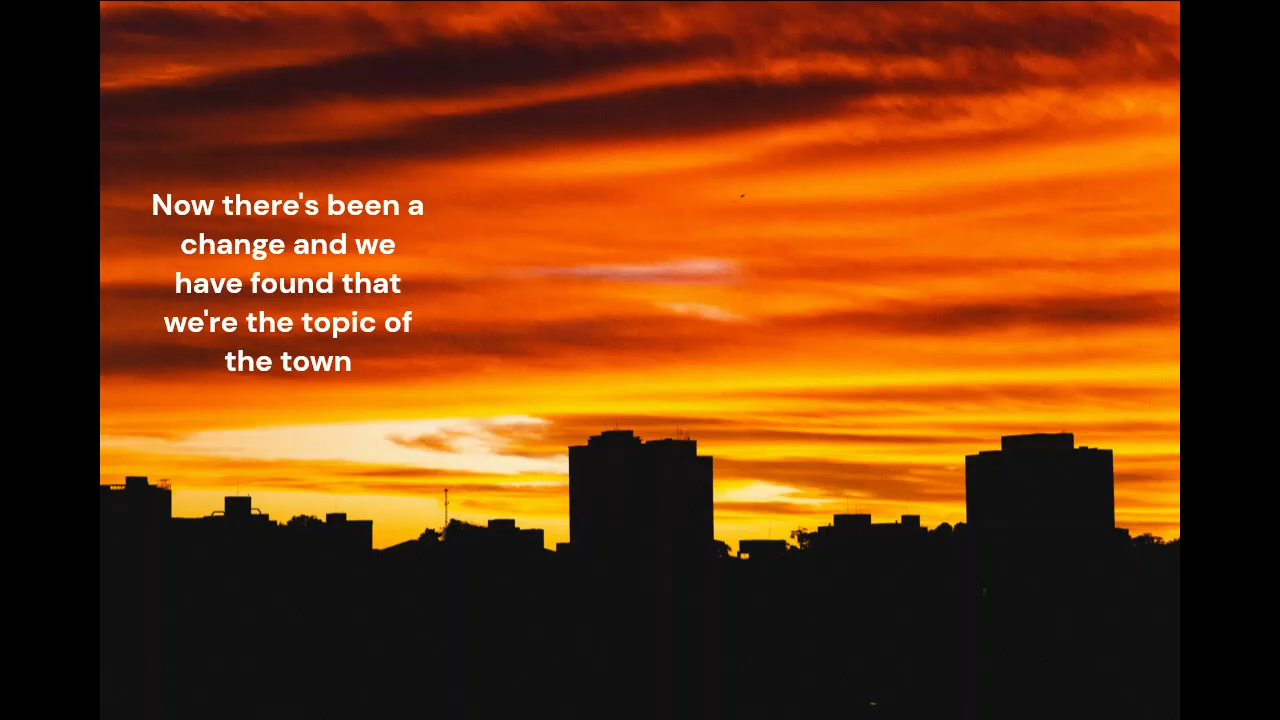 Now there's been a
change and we
have found that
we're the topic of
the town